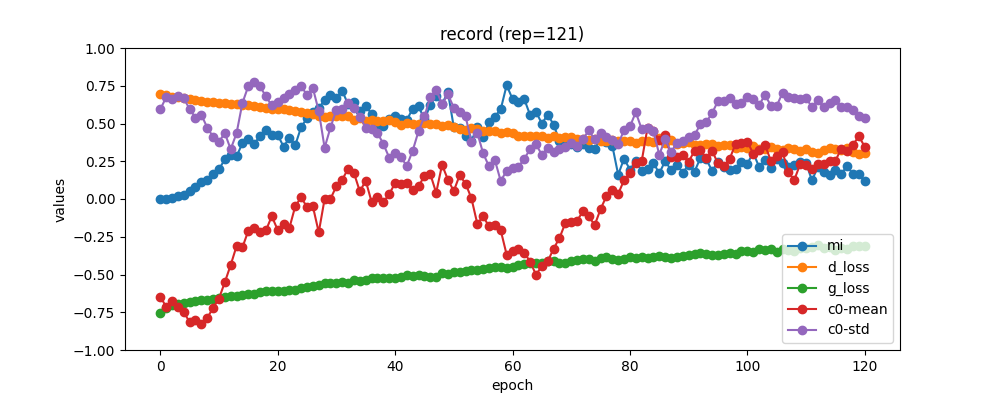 record (rep=121)
values
1.00
0.75
0.50
0.25
0.00
−0.25
−0.50
−0.75
−1.00
mi
d_loss
g_loss
c0-mean
c0-std
0 20 40 60 80 100 120
epoch